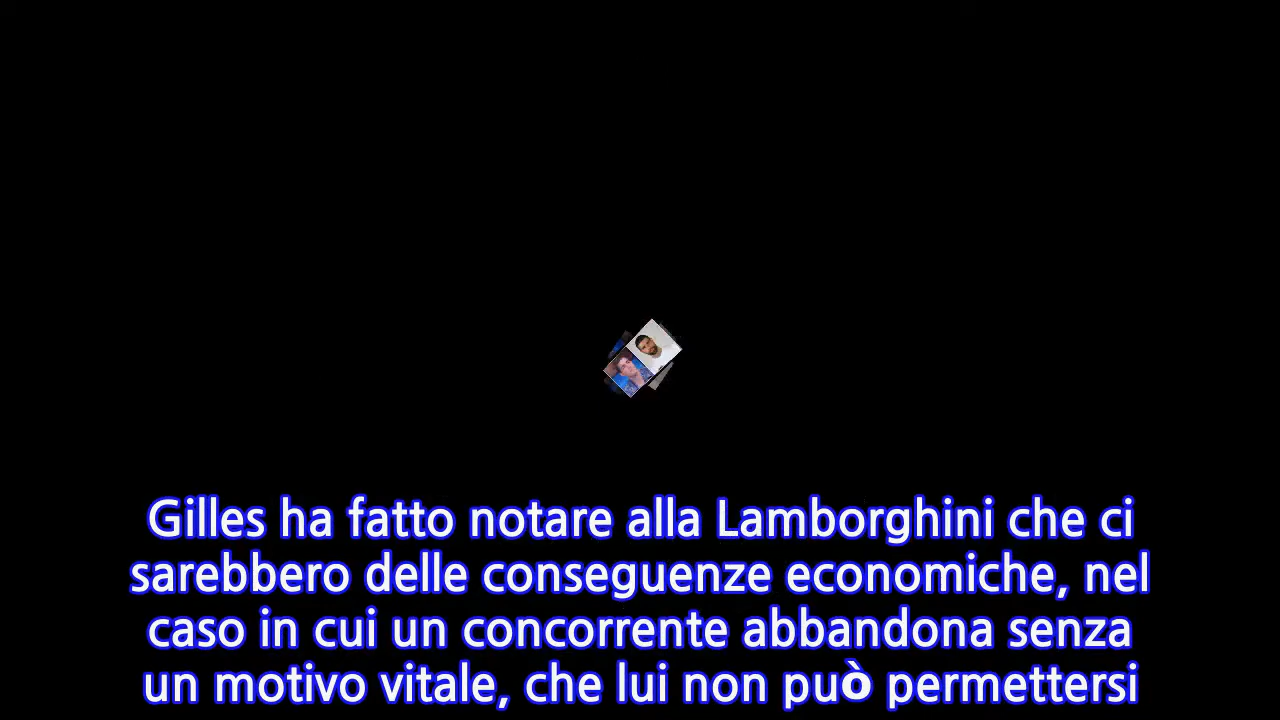 Gilles ha fatto notare alla Lamborghini che ci
sarebbero delle conseguenze economiche, nel
caso in cui un concorrente abbandona senza
un motivo vitale, che lui non può permettersi